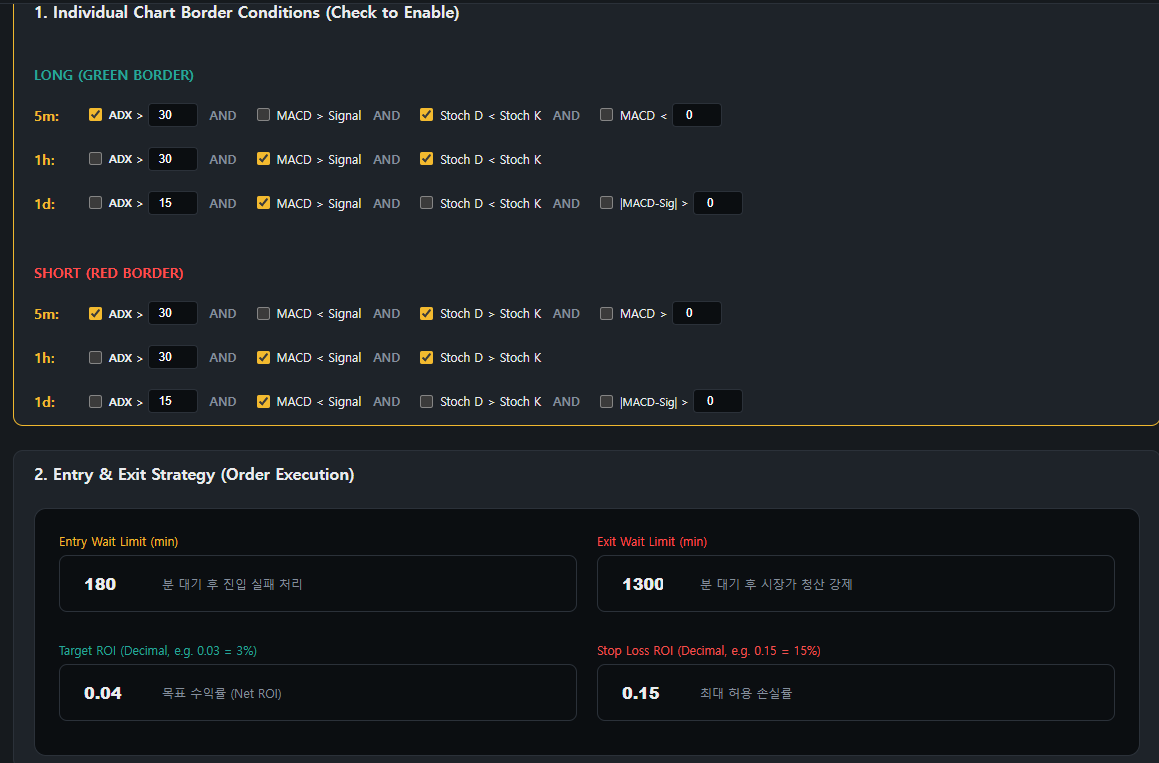 1. Individual Chart Border Conditions (Check to Enable)
LONG (GREEN BORDER)
5m: ADX > 30 AND MACD > Signal AND Stoch D < Stoch K AND MACD < 0
1h: ADX > 30 AND MACD > Signal AND Stoch D < Stoch K
1d: ADX > 15 AND MACD > Signal AND Stoch D < Stoch K AND |MACD-Sig| > 0
SHORT (RED BORDER)
5m: ADX > 30 AND MACD < Signal AND Stoch D > Stoch K AND MACD > 0
1h: ADX > 30 AND MACD < Signal AND Stoch D > Stoch K
1d: ADX > 15 AND MACD < Signal AND Stoch D > Stoch K AND |MACD-Sig| > 0
2. Entry & Exit Strategy (Order Execution)
Entry Wait Limit (min)
180 분 대기 후 진입 실패 처리
Exit Wait Limit (min)
1300 분 대기 후 시장가 청산 강제
Target ROI (Decimal, e.g. 0.03 = 3%)
0.04 목표 수익률 (Net ROI)
Stop Loss ROI (Decimal, e.g. 0.15 = 15%)
0.15 최대 허용 손실률